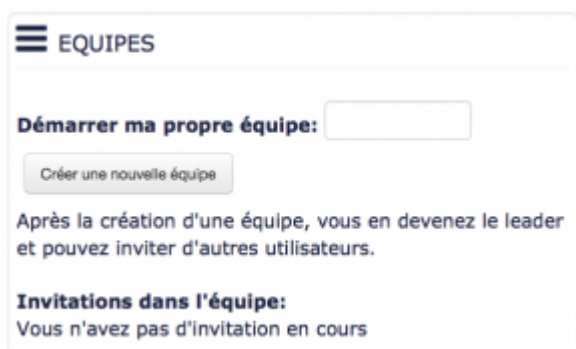 EQUIPES
Démarrer ma propre équipe:
Créer une nouvelle équipe
Après la création d'une équipe, vous en devenez le leader
et pouvez inviter d'autres utilisateurs.
Invitations dans l'équipe:
Vous n'avez pas d'invitation en cours